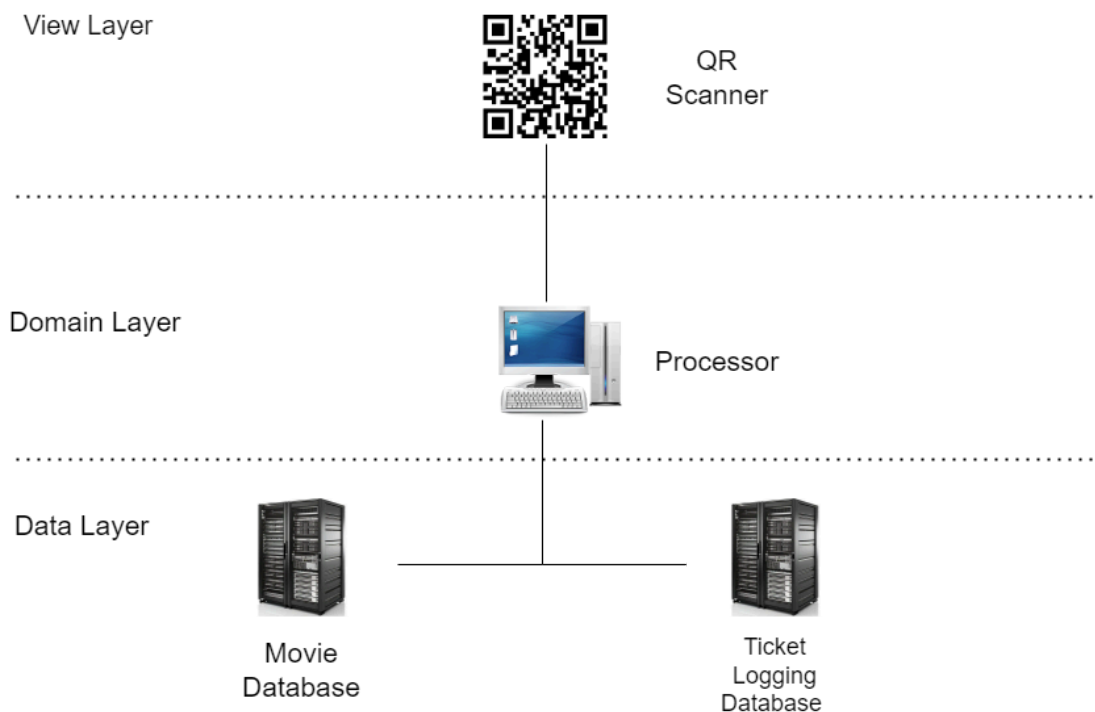 View Layer
QR
Scanner
Domain Layer
Processor
Data Layer
Movie
Database
Ticket
Logging
Database